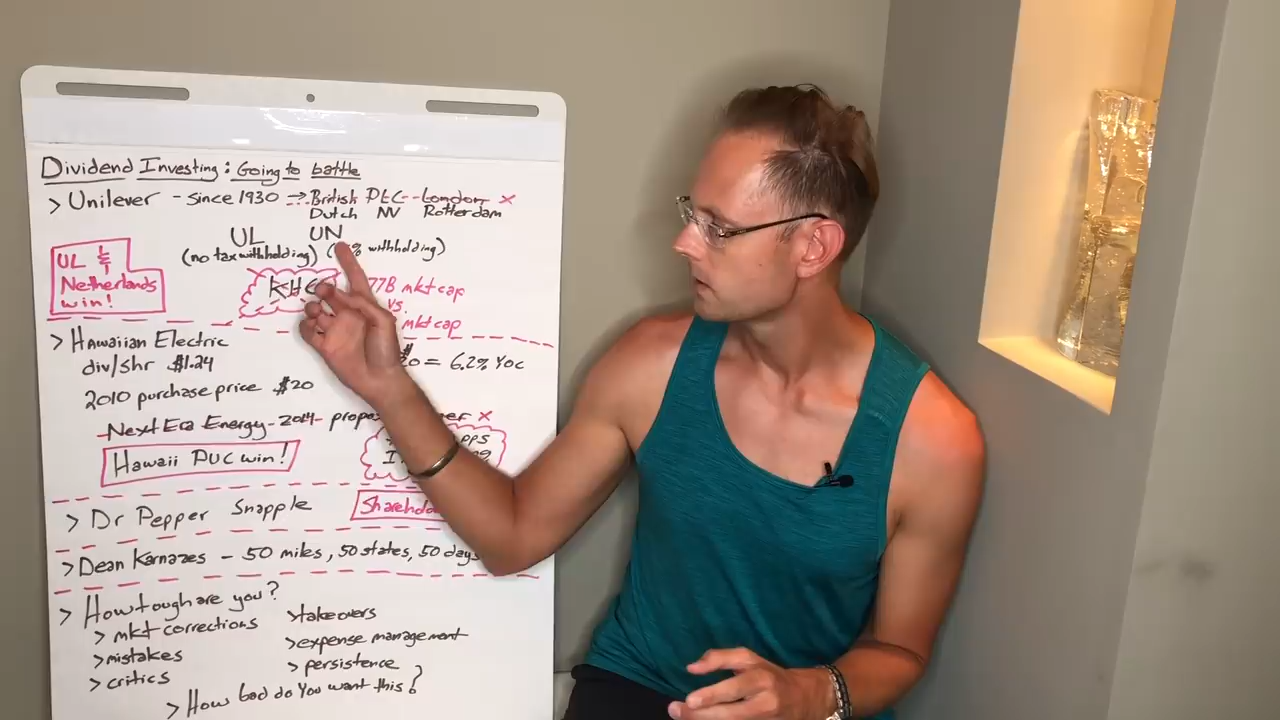 Dividend Investing: Going to battle
> Unilever - since 1930 → British PLC - London x
Dutch NV Rotterdam
UL UN
(no tax withholding) ( % withholding)
UL &
Netherlands
win!
KHC 77B mkt cap
vs.
mkt cap
> Hawaiian Electric
div/shr $1.24
$20 = 6.2% YOC
2010 purchase price $20
Next Era Energy - 2014 - x
Hawaii PUC win!
> Dr Pepper Snapple
> Dean Karnazes - 50 miles, 50 states, 50 days
> How tough are you?
> mkt corrections
> mistakes
> critics
> takeovers
> expense management
> persistence
> How bad do You want this?